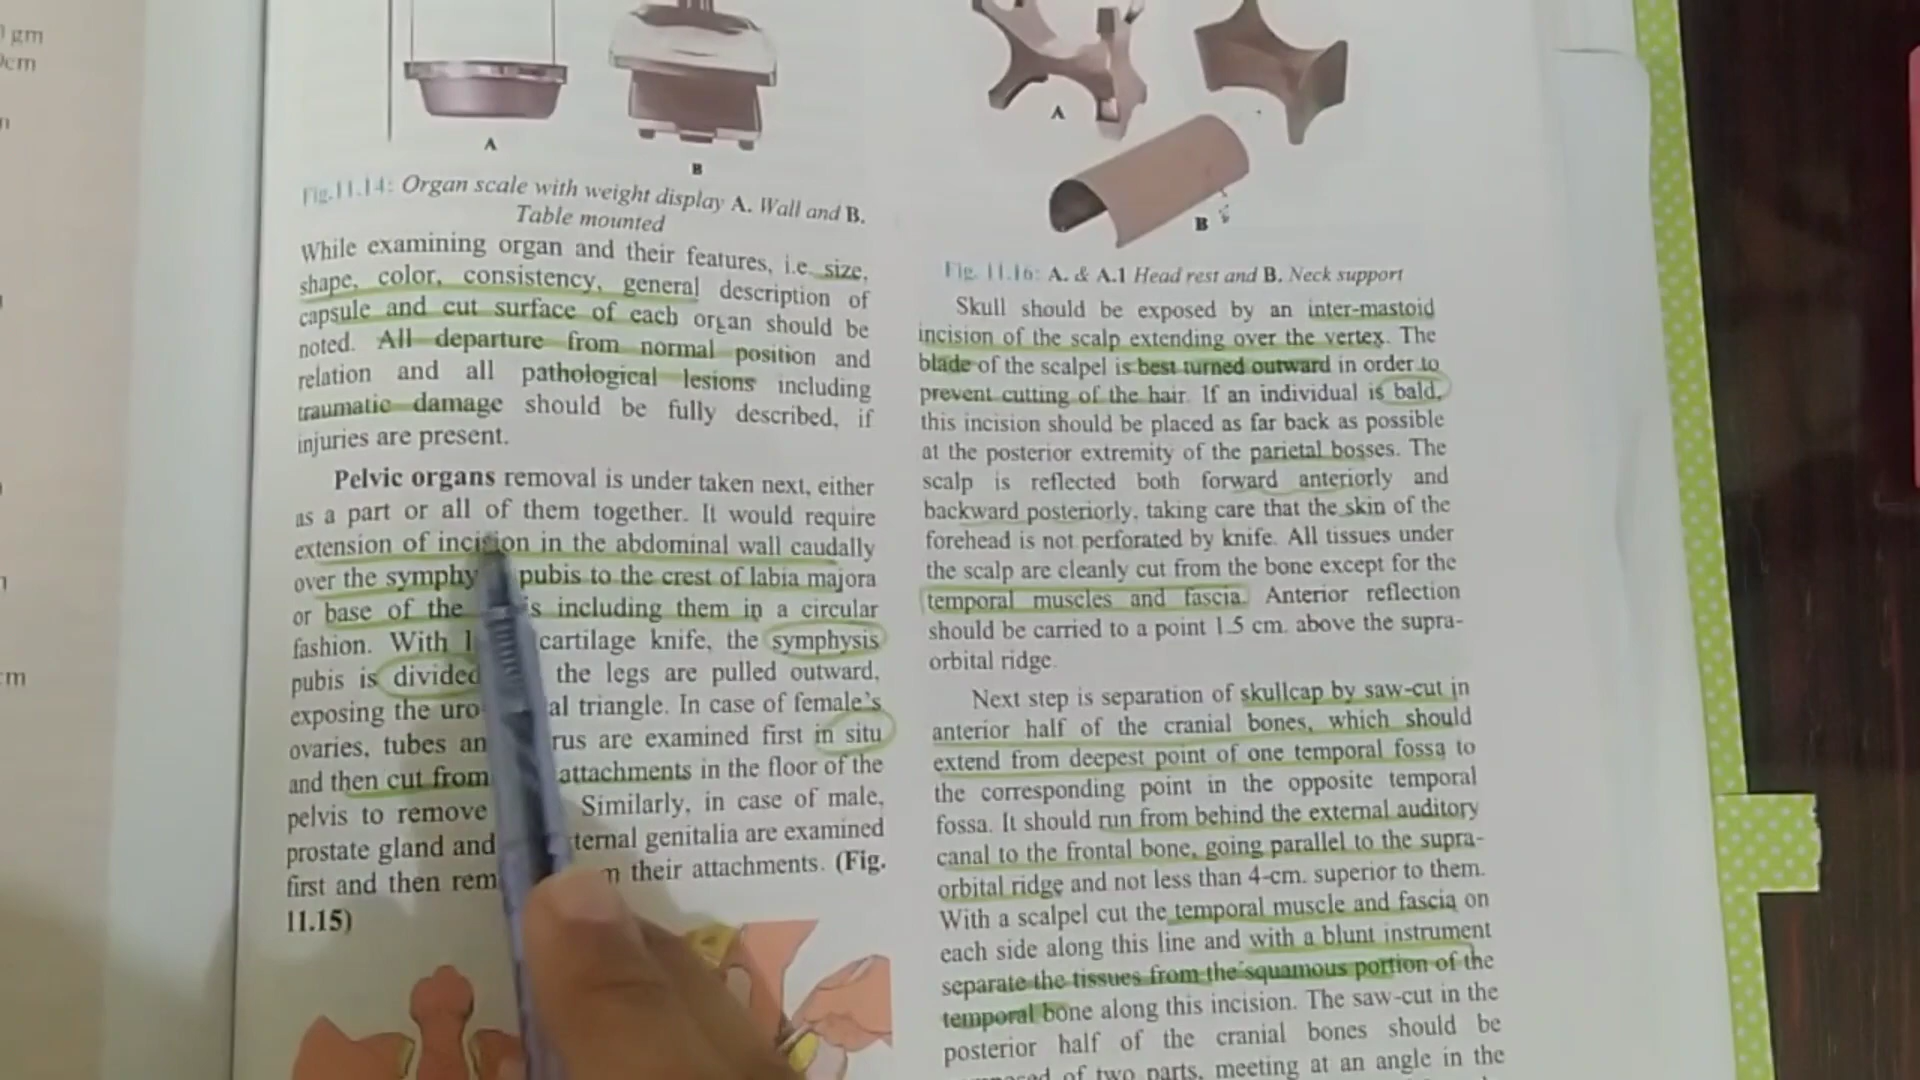 gm
cm
A
B
Fig.11.14: Organ scale with weight display A. Wall and B.
Table mounted
While examining organ and their features, i.e. size,
shape, color, consistency, general description of
capsule and cut surface of each organ should be
noted. All departure from normal position and
relation and all pathological lesions including
traumatic damage should be fully described, if
injuries are present.
Pelvic organs removal is under taken next, either
as a part or all of them together. It would require
extension of incision in the abdominal wall caudally
over the symphy pubis to the crest of labia majora
or base of the is including them in a circular
fashion. With cartilage knife, the symphysis
pubis is divided the legs are pulled outward,
exposing the uro al triangle. In case of female's
ovaries, tubes an rus are examined first in situ
and then cut from attachments in the floor of the
pelvis to remove Similarly, in case of male,
prostate gland and ternal genitalia are examined
first and then rem m their attachments. (Fig.
11.15)
A
B
Fig. 11.16: A. & A.1 Head rest and B. Neck support
Skull should be exposed by an inter-mastoid
incision of the scalp extending over the vertex. The
blade of the scalpel is best turned outward in order to
prevent cutting of the hair. If an individual is bald,
this incision should be placed as far back as possible
at the posterior extremity of the parietal bosses. The
scalp is reflected both forward anteriorly and
backward posteriorly, taking care that the skin of the
forehead is not perforated by knife. All tissues under
the scalp are cleanly cut from the bone except for the
temporal muscles and fascia. Anterior reflection
should be carried to a point 1.5 cm. above the supra-
orbital ridge.
Next step is separation of skullcap by saw-cut in
anterior half of the cranial bones, which should
extend from deepest point of one temporal fossa to
the corresponding point in the opposite temporal
fossa. It should run from behind the external auditory
canal to the frontal bone, going parallel to the supra-
orbital ridge and not less than 4-cm. superior to them.
With a scalpel cut the temporal muscle and fascia on
each side along this line and with a blunt instrument
separate the tissues from the squamous portion of the
temporal bone along this incision. The saw-cut in the
posterior half of the cranial bones should be
of two parts, meeting at an angle in the